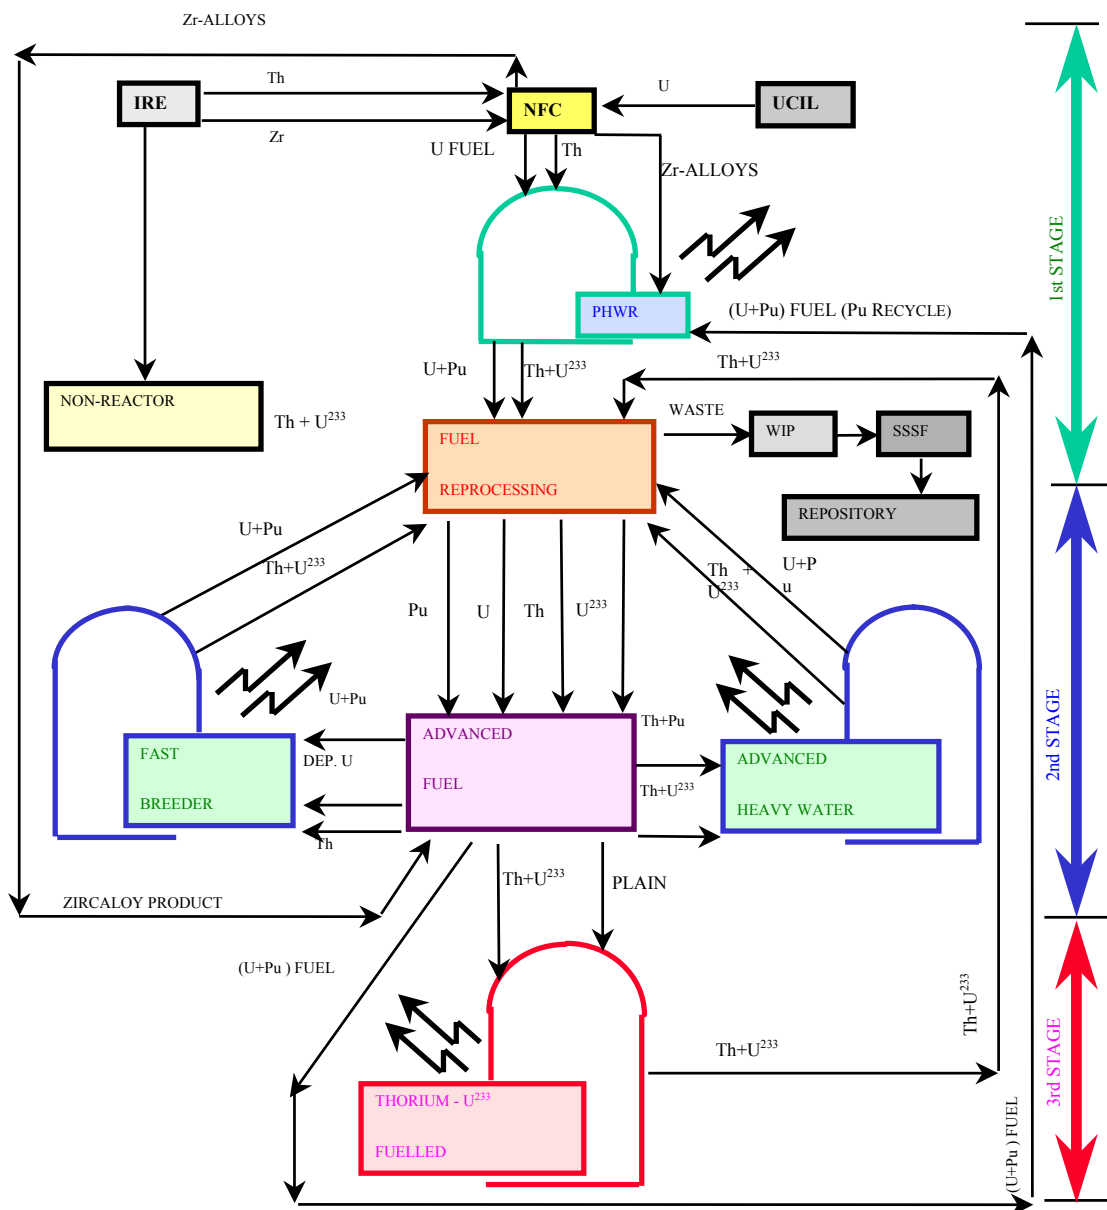 Zr-ALLOYS
Th
U
IRE
NFC
UCIL
Zr
U FUEL
Th
Zr-ALLOYS
1st STAGE
PHWR
(U+Pu) FUEL (Pu RECYCLE)
U+Pu
Th+U233
Th+U233
NON-REACTOR
Th + U233
WASTE
FUEL
REPROCESSING
WIP
SSSF
REPOSITORY
U+Pu
Th+U233
Th +
U233
U+P
u
Pu
U
Th
U233
2nd STAGE
U+Pu
Th+Pu
FAST
BREEDER
DEP. U
Th
ADVANCED
FUEL
Th+U233
ADVANCED
HEAVY WATER
Th+U233
PLAIN
ZIRCALOY PRODUCT
(U+Pu ) FUEL
Th+U233
Th+U233
3rd STAGE
THORIUM - U233
FUELLED
(U+Pu ) FUEL